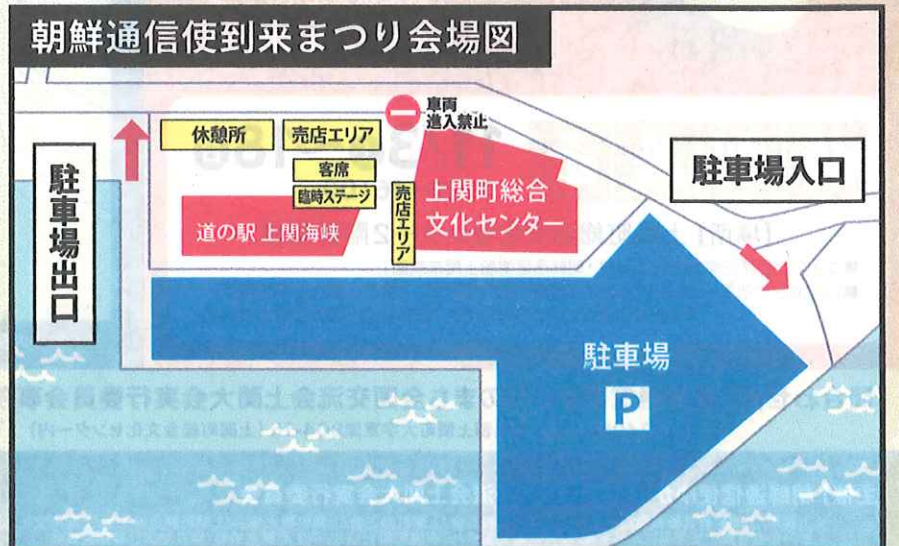 朝鮮通信使到来まつり会場図
車両
進入禁止
休憩所
売店エリア
客席
臨時ステージ
売店エリア
道の駅 上関海峡
上関町総合
文化センター
駐車場入口
駐車場出口
駐車場
P